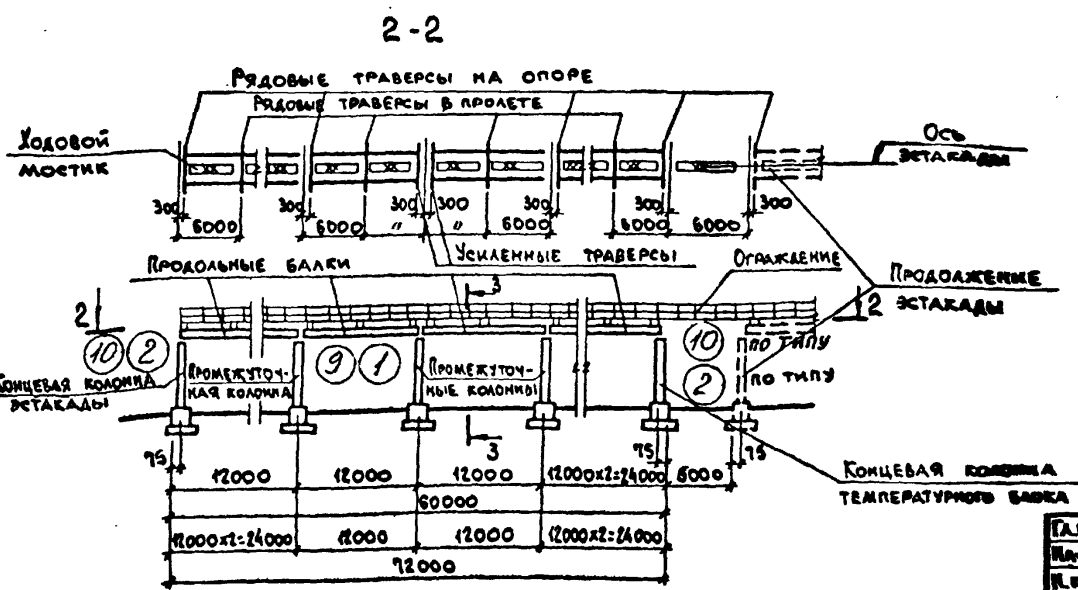 2-2
Рядовые траверсы на опоре
Рядовые траверсы в пролете
Ходовой
мостик
Ось
эстакады
300 300 300 300 300 300 300
6000 6000 " " 6000 6000 6000
Продольные балки
Усиленные траверсы
Ограждение
Продолжение
эстакады
3
2 2
10 2 9 1 10 2
по типу
по типу
Концевая колонна
эстакады
Промежуточ-
ная колонна
Промежуточ-
ные колонны
3
75 75 75
12000 12000 12000 12000x2=24000 6000
60000
Концевая колонна
температурного блока
12000x2=24000 12000 12000 12000x2=24000
72000